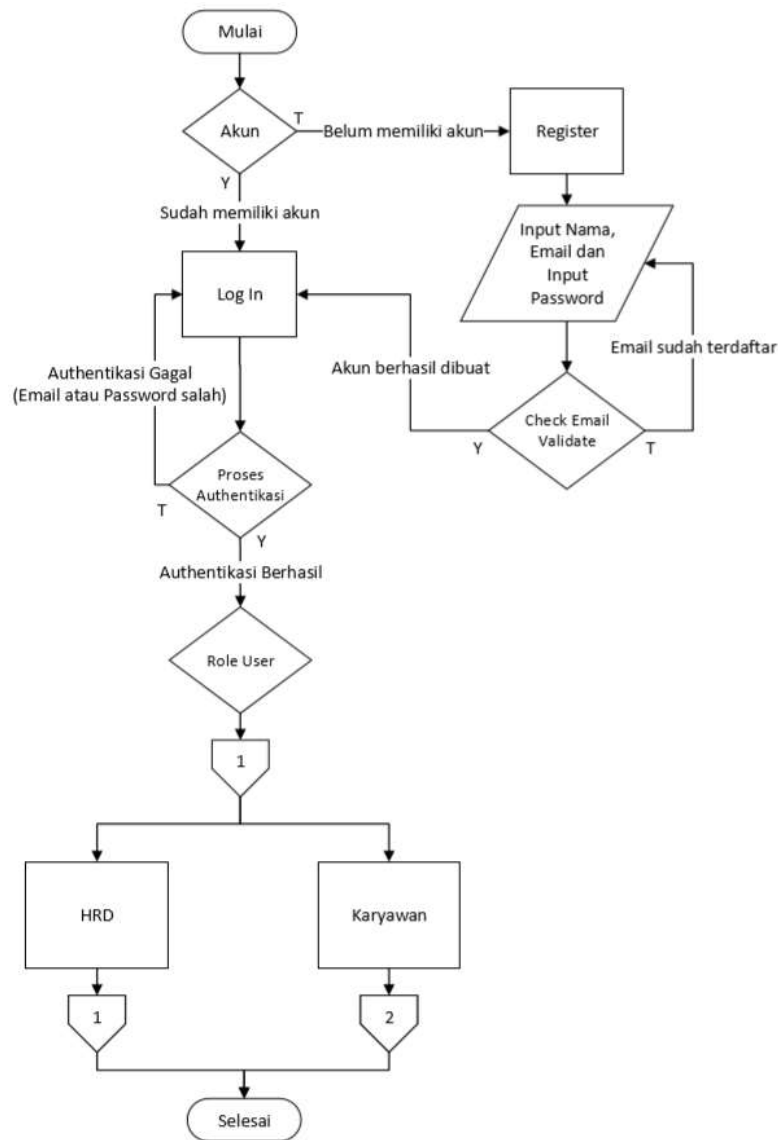 Mulai
Akun
T
Belum memiliki akun
Register
Y
Sudah memiliki akun
Input Nama,
Email dan
Input
Password
Log In
Email sudah terdaftar
Akun berhasil dibuat
Authentikasi Gagal
(Email atau Password salah)
Check Email
Validate
Y
T
Proses
Authentikasi
T
Y
Authentikasi Berhasil
Role User
1
HRD
Karyawan
1
2
Selesai